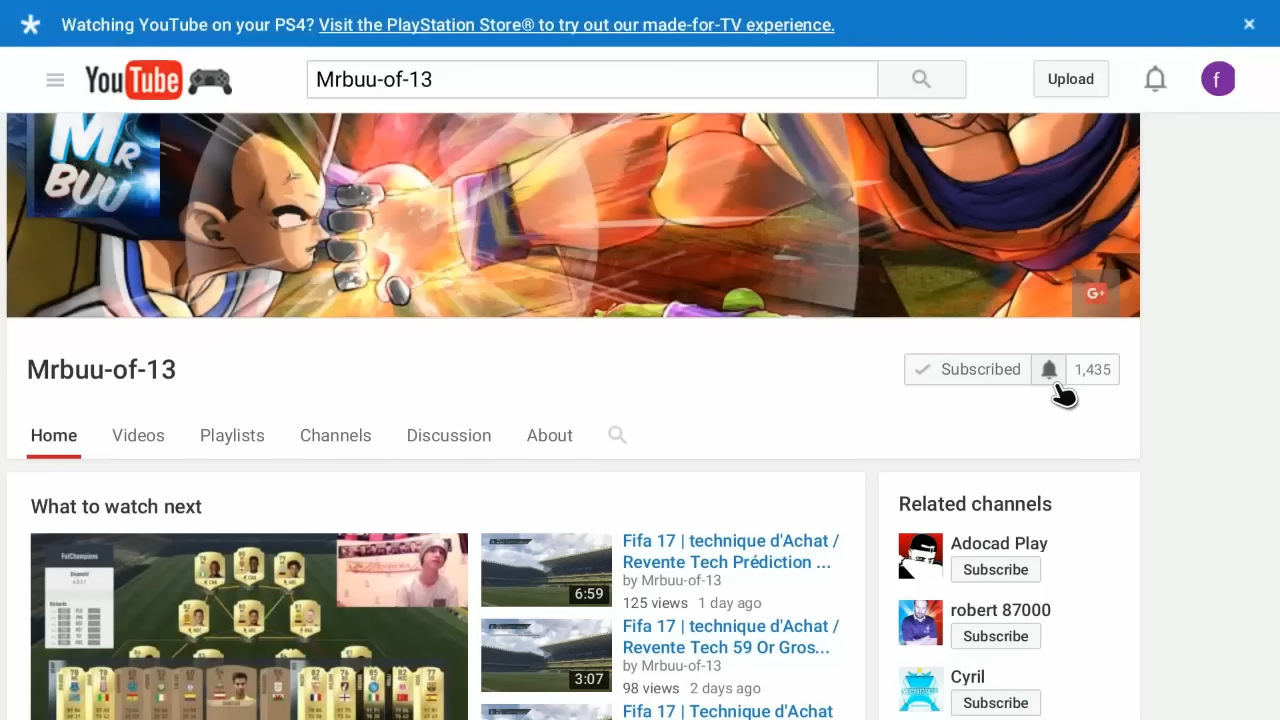 Watching YouTube on your PS4? Visit the PlayStation Store® to try out our made-for-TV experience.
YouTube
Mrbuu-of-13
Upload
f
MR
BUU
G+
Mrbuu-of-13
Subscribed
1,435
Home
Videos
Playlists
Channels
Discussion
About
What to watch next
FutChampions
Fifa 17 | technique d'Achat /
Revente Tech Prédiction ...
by Mrbuu-of-13
125 views 1 day ago
6:59
Fifa 17 | technique d'Achat /
Revente Tech 59 Or Gros...
by Mrbuu-of-13
98 views 2 days ago
3:07
Fifa 17 | Technique d'Achat
Related channels
Adocad Play
Subscribe
robert 87000
Subscribe
Cyril
Subscribe